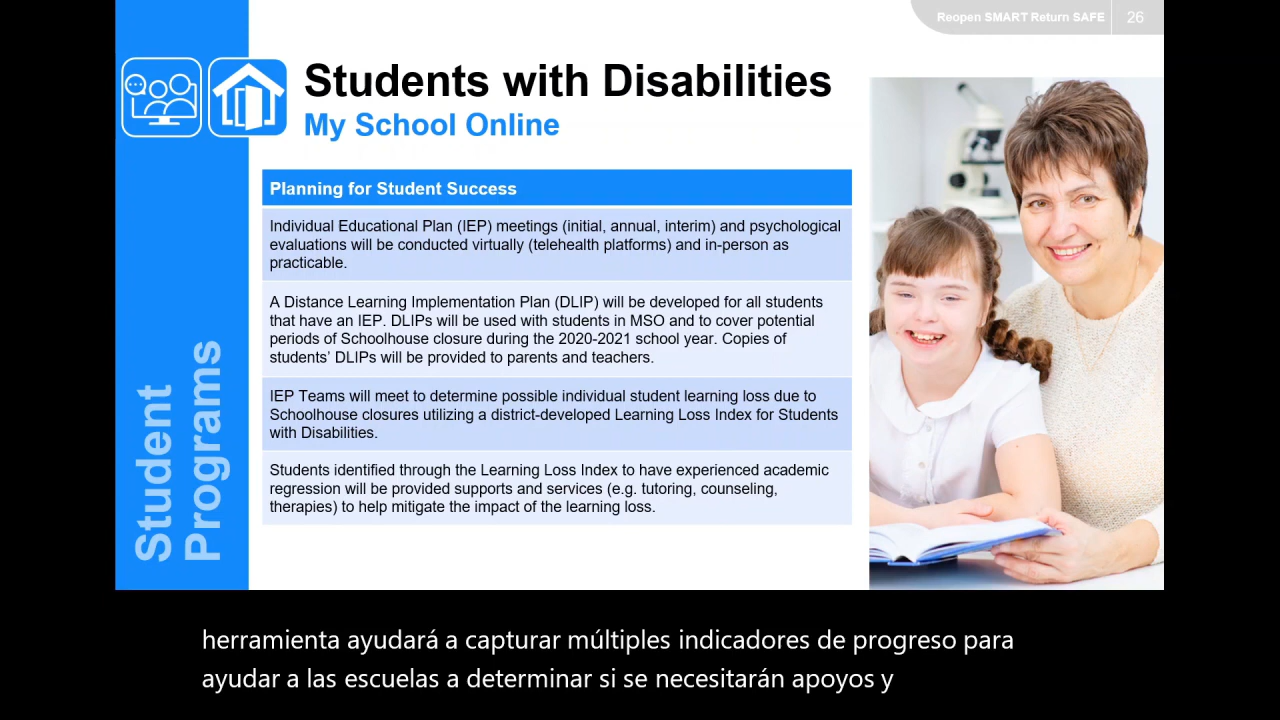 Reopen SMART Return SAFE 26
Students with Disabilities
My School Online
Student
Programs
Planning for Student Success
Individual Educational Plan (IEP) meetings (initial, annual, interim) and psychological
evaluations will be conducted virtually (telehealth platforms) and in-person as
practicable.
A Distance Learning Implementation Plan (DLIP) will be developed for all students
that have an IEP. DLIPs will be used with students in MSO and to cover potential
periods of Schoolhouse closure during the 2020-2021 school year. Copies of
students’ DLIPs will be provided to parents and teachers.
IEP Teams will meet to determine possible individual student learning loss due to
Schoolhouse closures utilizing a district-developed Learning Loss Index for Students
with Disabilities.
Students identified through the Learning Loss Index to have experienced academic
regression will be provided supports and services (e.g. tutoring, counseling,
therapies) to help mitigate the impact of the learning loss.
herramienta ayudará a capturar múltiples indicadores de progreso para
ayudar a las escuelas a determinar si se necesitarán apoyos y